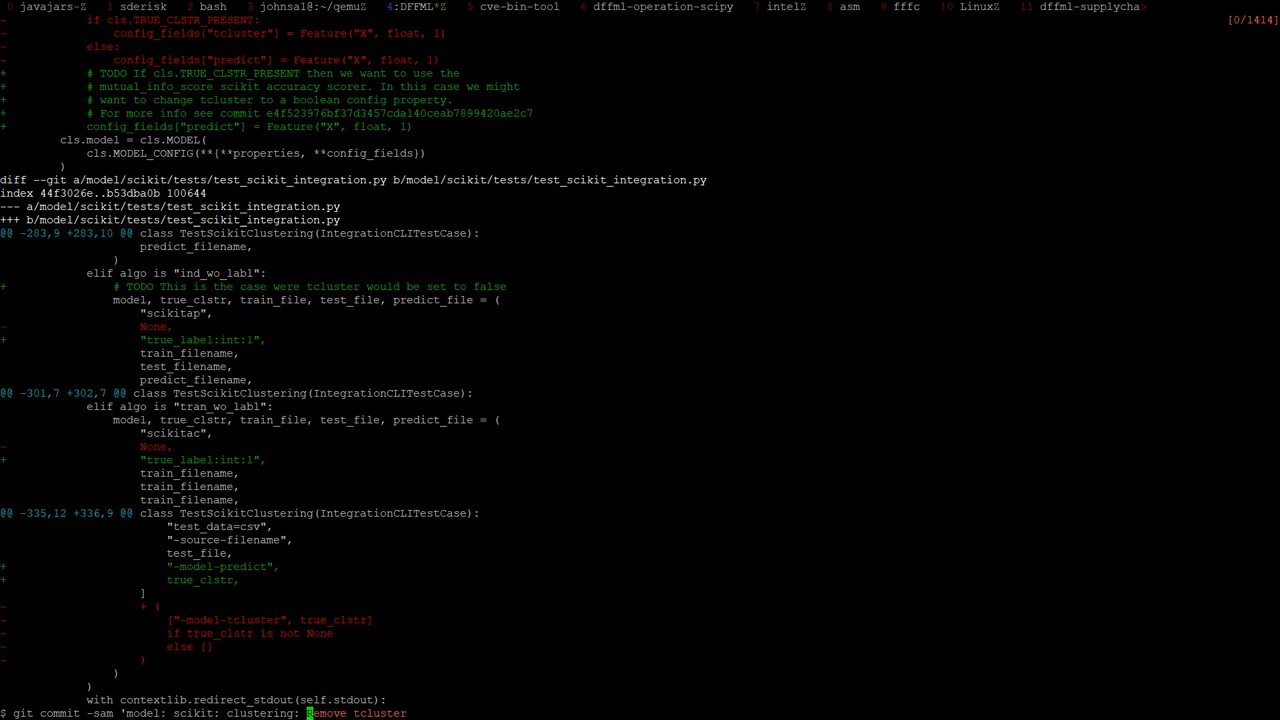 0 javajars-Z 1 sderisk 2 bash 3 johnsa1@:~/qemuZ 4:DFFML*Z 5 cve-bin-tool 6 dffml-operation-scipy 7 intelZ 8 asm 9 fffc 10 LinuxZ 11 dffml-supplycha>
- if cls.TRUE_CLSTR_PRESENT: [0/1414]
- config_fields["tcluster"] = Feature("X", float, 1)
- else:
- config_fields["predict"] = Feature("X", float, 1)
+ # TODO If cls.TRUE_CLSTR_PRESENT then we want to use the
+ # mutual_info_score scikit accuracy scorer. In this case we might
+ # want to change tcluster to a boolean config property.
+ # For more info see commit e4f523976bf37d3457cda140ceab7899420ae2c7
+ config_fields["predict"] = Feature("X", float, 1)
cls.model = cls.MODEL(
cls.MODEL_CONFIG(**{**properties, **config_fields})
)
diff --git a/model/scikit/tests/test_scikit_integration.py b/model/scikit/tests/test_scikit_integration.py
index 44f3026e..b53dba0b 100644
--- a/model/scikit/tests/test_scikit_integration.py
+++ b/model/scikit/tests/test_scikit_integration.py
@@ -283,9 +283,10 @@ class TestScikitClustering(IntegrationCLITestCase):
predict_filename,
)
elif algo is "ind_wo_labl":
+ # TODO This is the case were tcluster would be set to false
model, true_clstr, train_file, test_file, predict_file = (
"scikitap",
- None,
+ "true_label:int:1",
train_filename,
test_filename,
predict_filename,
@@ -301,7 +302,7 @@ class TestScikitClustering(IntegrationCLITestCase):
elif algo is "tran_wo_labl":
model, true_clstr, train_file, test_file, predict_file = (
"scikitac",
- None,
+ "true_label:int:1",
train_filename,
train_filename,
train_filename,
@@ -335,12 +336,9 @@ class TestScikitClustering(IntegrationCLITestCase):
"test_data=csv",
"-source-filename",
test_file,
+ "-model-predict",
+ true_clstr,
]
- + (
- ["-model-tcluster", true_clstr]
- if true_clstr is not None
- else []
- )
)
)
with contextlib.redirect_stdout(self.stdout):
$ git commit -sam 'model: scikit: clustering: Remove tcluster